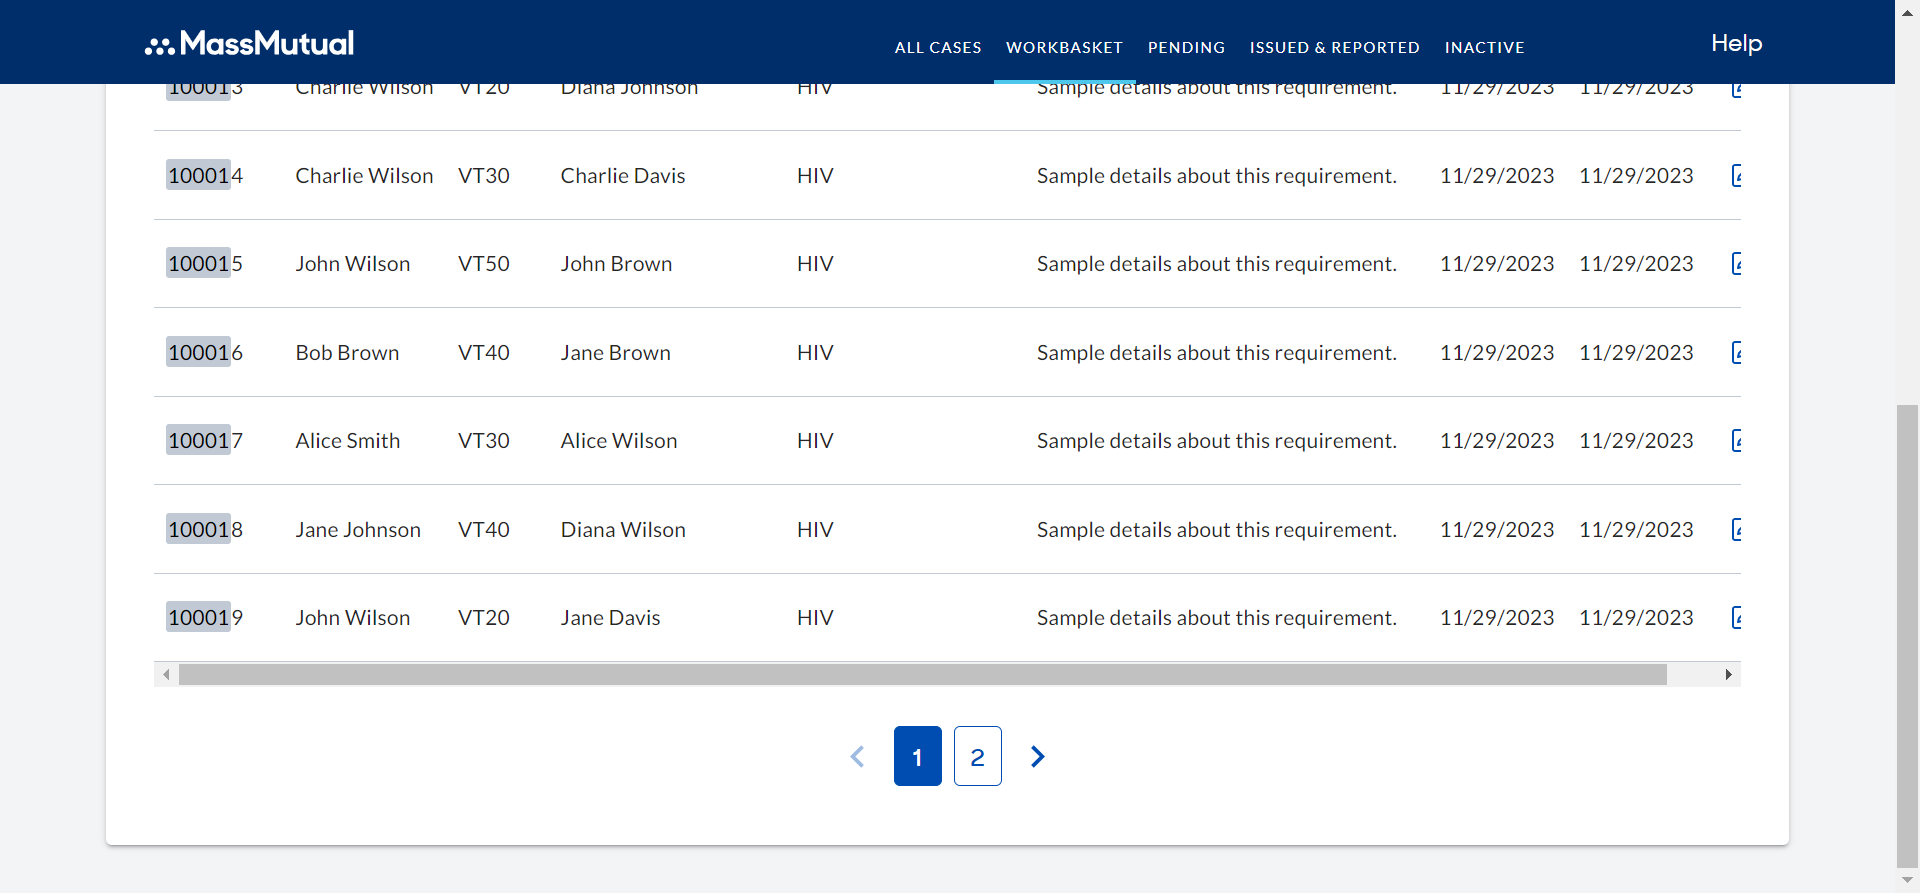 MassMutual
ALL CASES WORKBASKET PENDING ISSUED & REPORTED INACTIVE Help
100013 Charlie Wilson VT20 Diana Johnson HIV Sample details about this requirement. 11/29/2023 11/29/2023
100014 Charlie Wilson VT30 Charlie Davis HIV Sample details about this requirement. 11/29/2023 11/29/2023
100015 John Wilson VT50 John Brown HIV Sample details about this requirement. 11/29/2023 11/29/2023
100016 Bob Brown VT40 Jane Brown HIV Sample details about this requirement. 11/29/2023 11/29/2023
100017 Alice Smith VT30 Alice Wilson HIV Sample details about this requirement. 11/29/2023 11/29/2023
100018 Jane Johnson VT40 Diana Wilson HIV Sample details about this requirement. 11/29/2023 11/29/2023
100019 John Wilson VT20 Jane Davis HIV Sample details about this requirement. 11/29/2023 11/29/2023
1 2